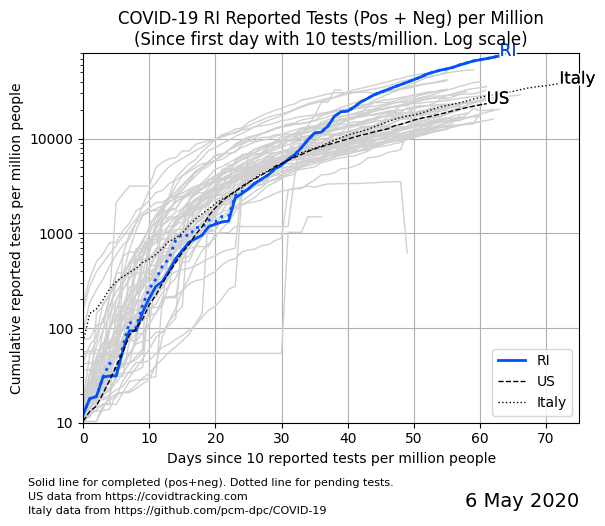 COVID-19 RI Reported Tests (Pos + Neg) per Million
(Since first day with 10 tests/million. Log scale)
RI
Italy
US
10000
1000
100
10
Cumulative reported tests per million people
RI
US
Italy
0 10 20 30 40 50 60 70
Days since 10 reported tests per million people
Solid line for completed (pos+neg). Dotted line for pending tests.
US data from https://covidtracking.com
Italy data from https://github.com/pcm-dpc/COVID-19
6 May 2020